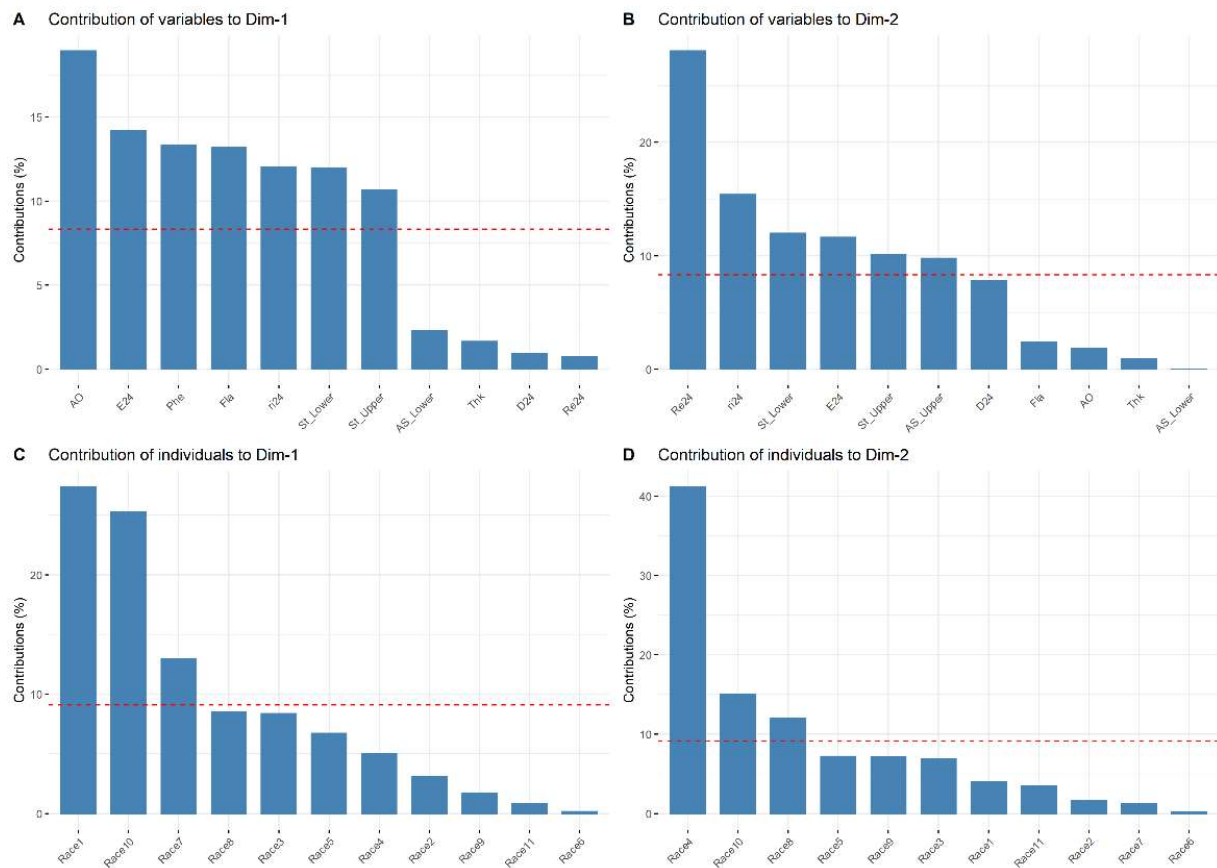 A Contribution of variables to Dim-1
Contributions (%)
15
10
5
0
AO E24 Phe Fla n24 St_Lower St_Upper AS_Lower Thk D24 Re24
B Contribution of variables to Dim-2
Contributions (%)
20
10
0
Re24 n24 St_Lower E24 St_Upper AS_Upper D24 Fla AO Thk AS_Lower
C Contribution of individuals to Dim-1
Contributions (%)
20
10
0
Race1 Race10 Race7 Race8 Race3 Race5 Race4 Race2 Race9 Race11 Race6
D Contribution of individuals to Dim-2
Contributions (%)
40
30
20
10
0
Race4 Race10 Race8 Race5 Race9 Race3 Race1 Race11 Race2 Race7 Race6